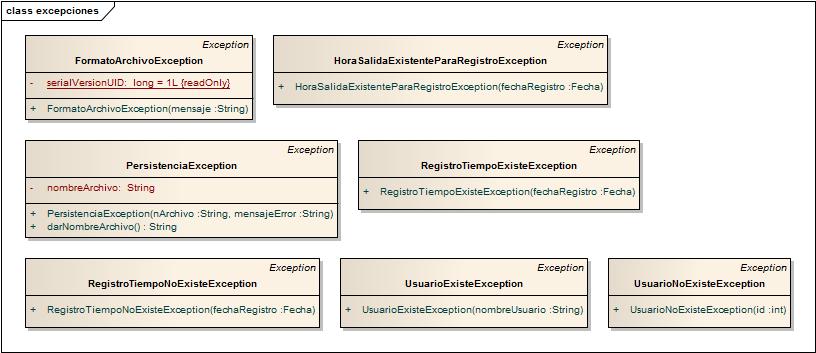 class excepciones
Exception
FormatoArchivoException
- serialVersionUID: long = 1L {readOnly}
+ FormatoArchivoException(mensaje :String)
Exception
HoraSalidaExistenteParaRegistroException
+ HoraSalidaExistenteParaRegistroException(fechaRegistro :Fecha)
Exception
PersistenciaException
- nombreArchivo: String
+ PersistenciaException(nArchivo :String, mensajeError :String)
+ darNombreArchivo() : String
Exception
RegistroTiempoExisteException
+ RegistroTiempoExisteException(fechaRegistro :Fecha)
Exception
RegistroTiempoNoExisteException
+ RegistroTiempoNoExisteException(fechaRegistro :Fecha)
Exception
UsuarioExisteException
+ UsuarioExisteException(nombreUsuario :String)
Exception
UsuarioNoExisteException
+ UsuarioNoExisteException(id :int)